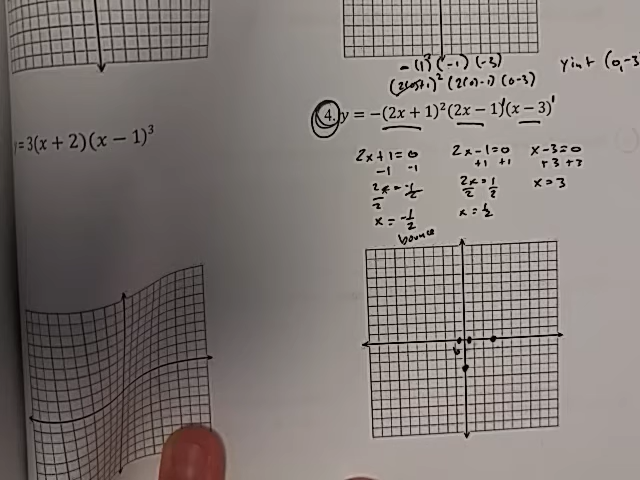 -(1)² (-1) (-3)
y int (0,-3
(2(0)+1)² (2(0)-1) (0-3)
4. y = -(2x + 1)²(2x - 1)¹(x - 3)¹
= 3(x + 2)(x - 1)³
2x+1=0 2x-1=0 x-3=0
-1 -1 +1 +1 +3 +3
2x = -1 2x = 1 x=3
2 2 2 2
x = -1/2 x = 1/2
bounce